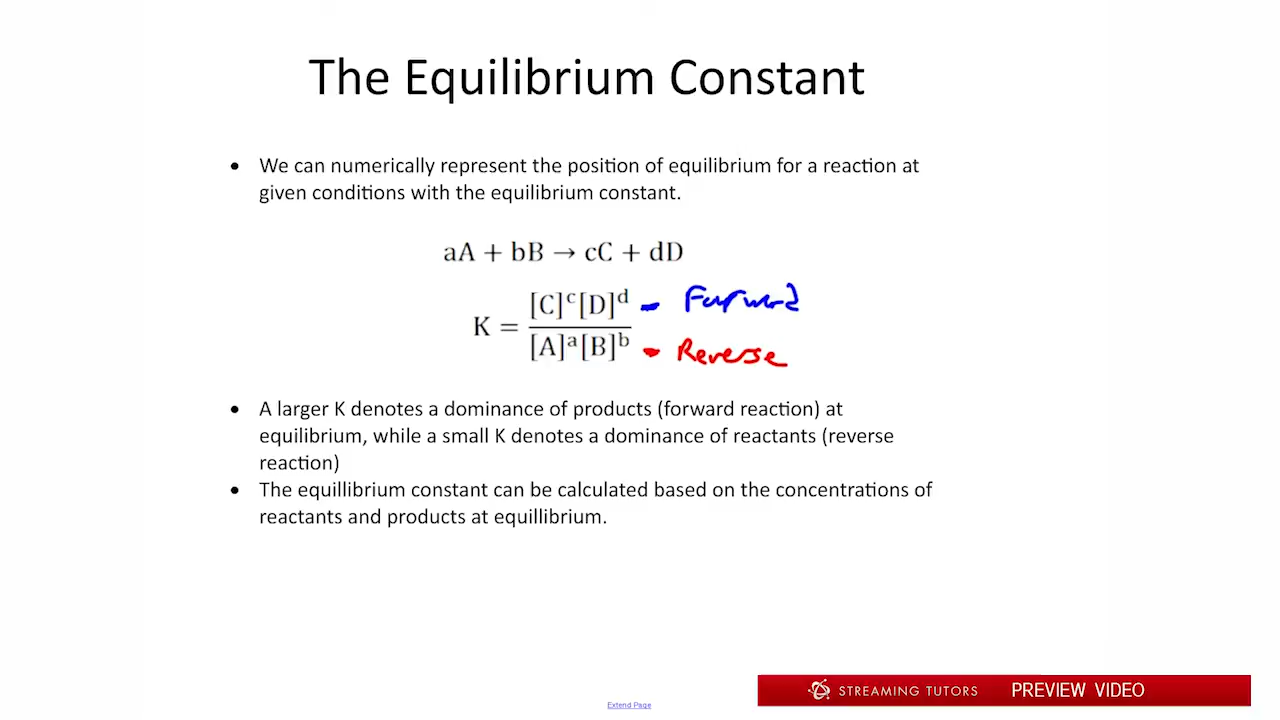 The Equilibrium Constant
• We can numerically represent the position of equilibrium for a reaction at
given conditions with the equilibrium constant.
aA + bB → cC + dD
K = [C]^c[D]^d / [A]^a[B]^b
- Forward
- Reverse
• A larger K denotes a dominance of products (forward reaction) at
equilibrium, while a small K denotes a dominance of reactants (reverse
reaction)
• The equillibrium constant can be calculated based on the concentrations of
reactants and products at equillibrium.
STREAMING TUTORS PREVIEW VIDEO
Extend Page